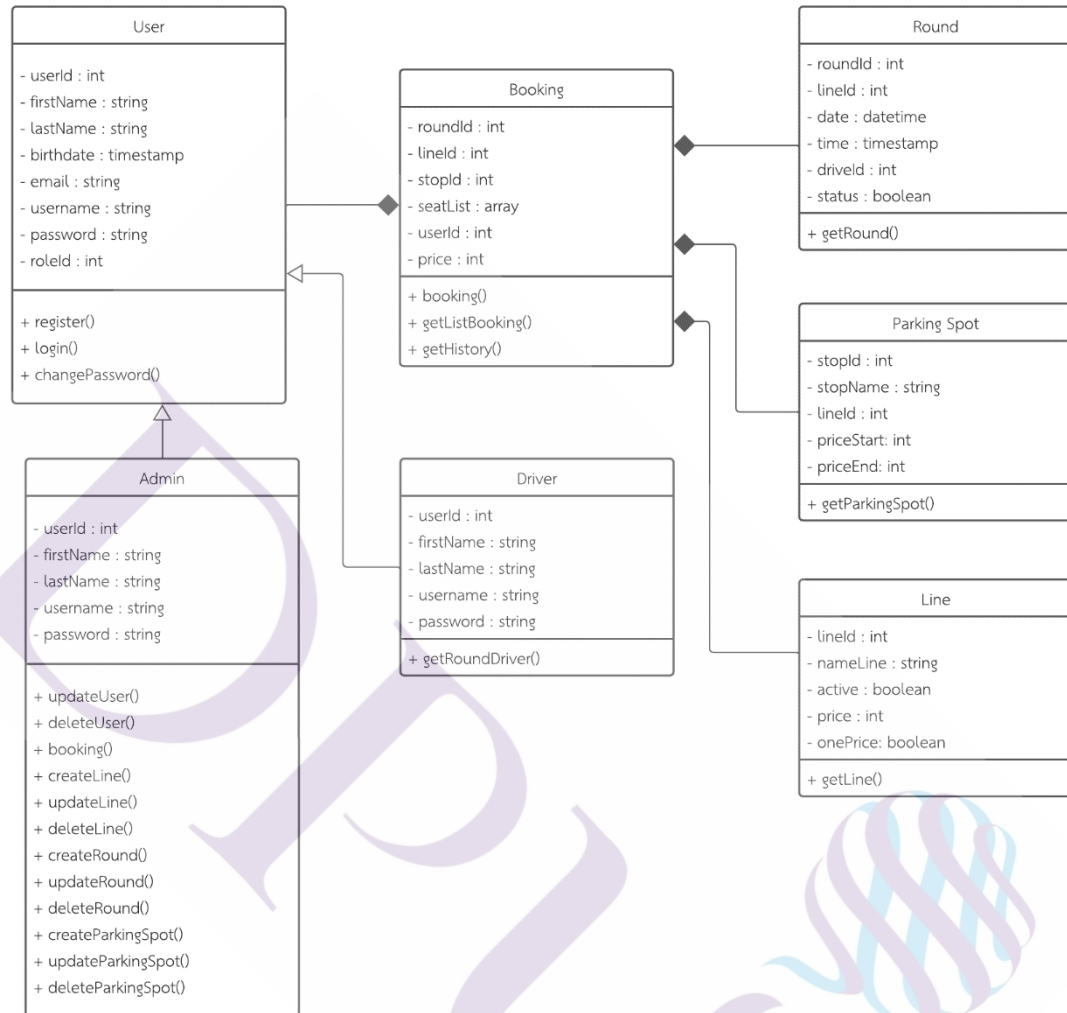 User
- userId : int
- firstName : string
- lastName : string
- birthdate : timestamp
- email : string
- username : string
- password : string
- roleId : int
+ register()
+ login()
+ changePassword()
Booking
- roundId : int
- lineId : int
- stopId : int
- seatList : array
- userId : int
- price : int
+ booking()
+ getListBooking()
+ getHistory()
Round
- roundId : int
- lineId : int
- date : datetime
- time : timestamp
- driveId : int
- status : boolean
+ getRound()
Parking Spot
- stopId : int
- stopName : string
- lineId : int
- priceStart: int
- priceEnd: int
+ getParkingSpot()
Admin
- userId : int
- firstName : string
- lastName : string
- username : string
- password : string
+ updateUser()
+ deleteUser()
+ booking()
+ createLine()
+ updateLine()
+ deleteLine()
+ createRound()
+ updateRound()
+ deleteRound()
+ createParkingSpot()
+ updateParkingSpot()
+ deleteParkingSpot()
Driver
- userId : int
- firstName : string
- lastName : string
- username : string
- password : string
+ getRoundDriver()
Line
- lineId : int
- nameLine : string
- active : boolean
- price : int
- onePrice: boolean
+ getLine()